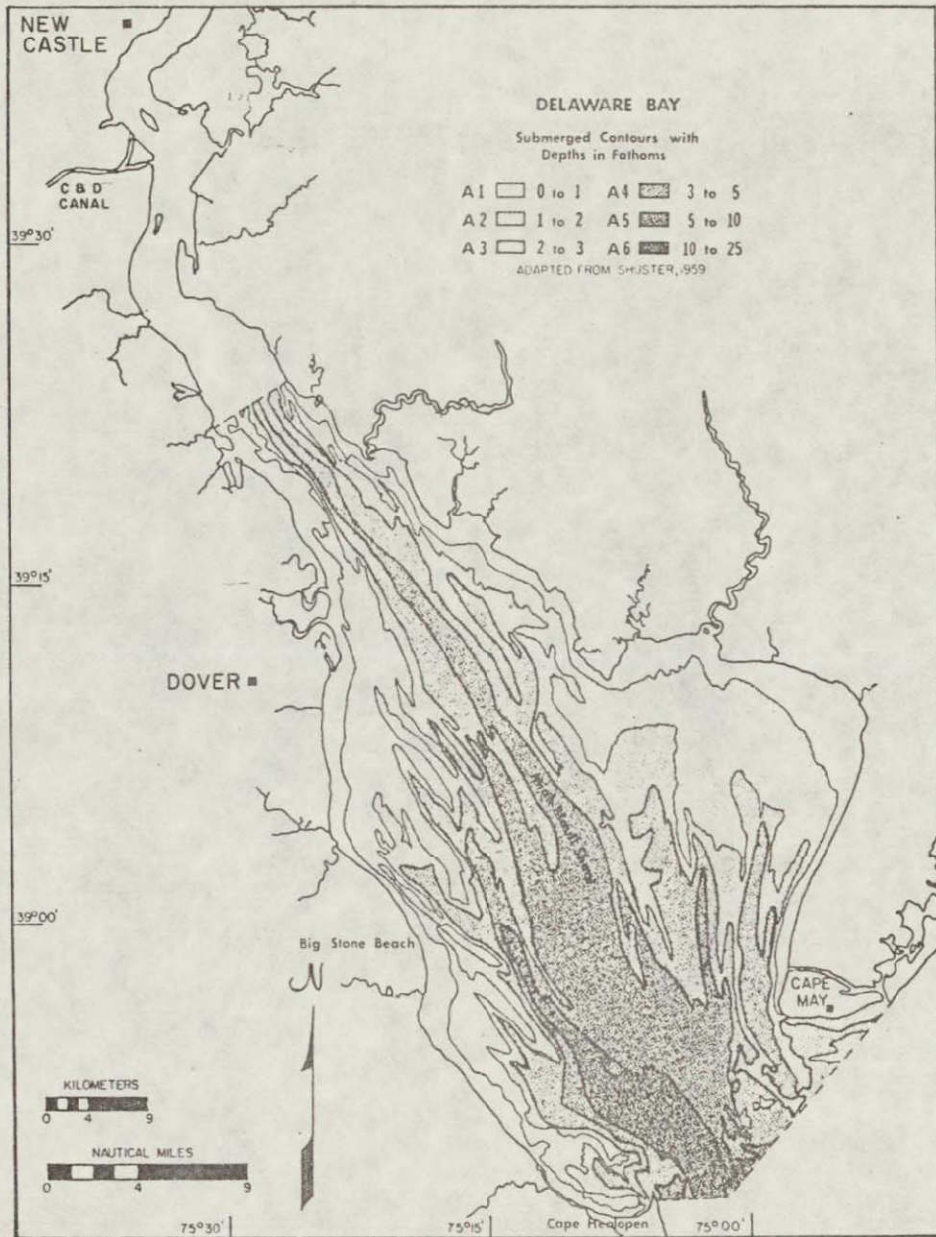 NEW
CASTLE
DELAWARE BAY
Submerged Contours with
Depths in Fathoms
A1 0 to 1 A4 3 to 5
A2 1 to 2 A5 5 to 10
A3 2 to 3 A6 10 to 25
ADAPTED FROM SHUSTER, 1959
C & D
CANAL
39°30'
39°15'
DOVER
39°00'
Big Stone Beach
N
CAPE
MAY
KILOMETERS
0 4 9
NAUTICAL MILES
0 4 9
75°30'
75°15'
Cape Henlopen
75°00'